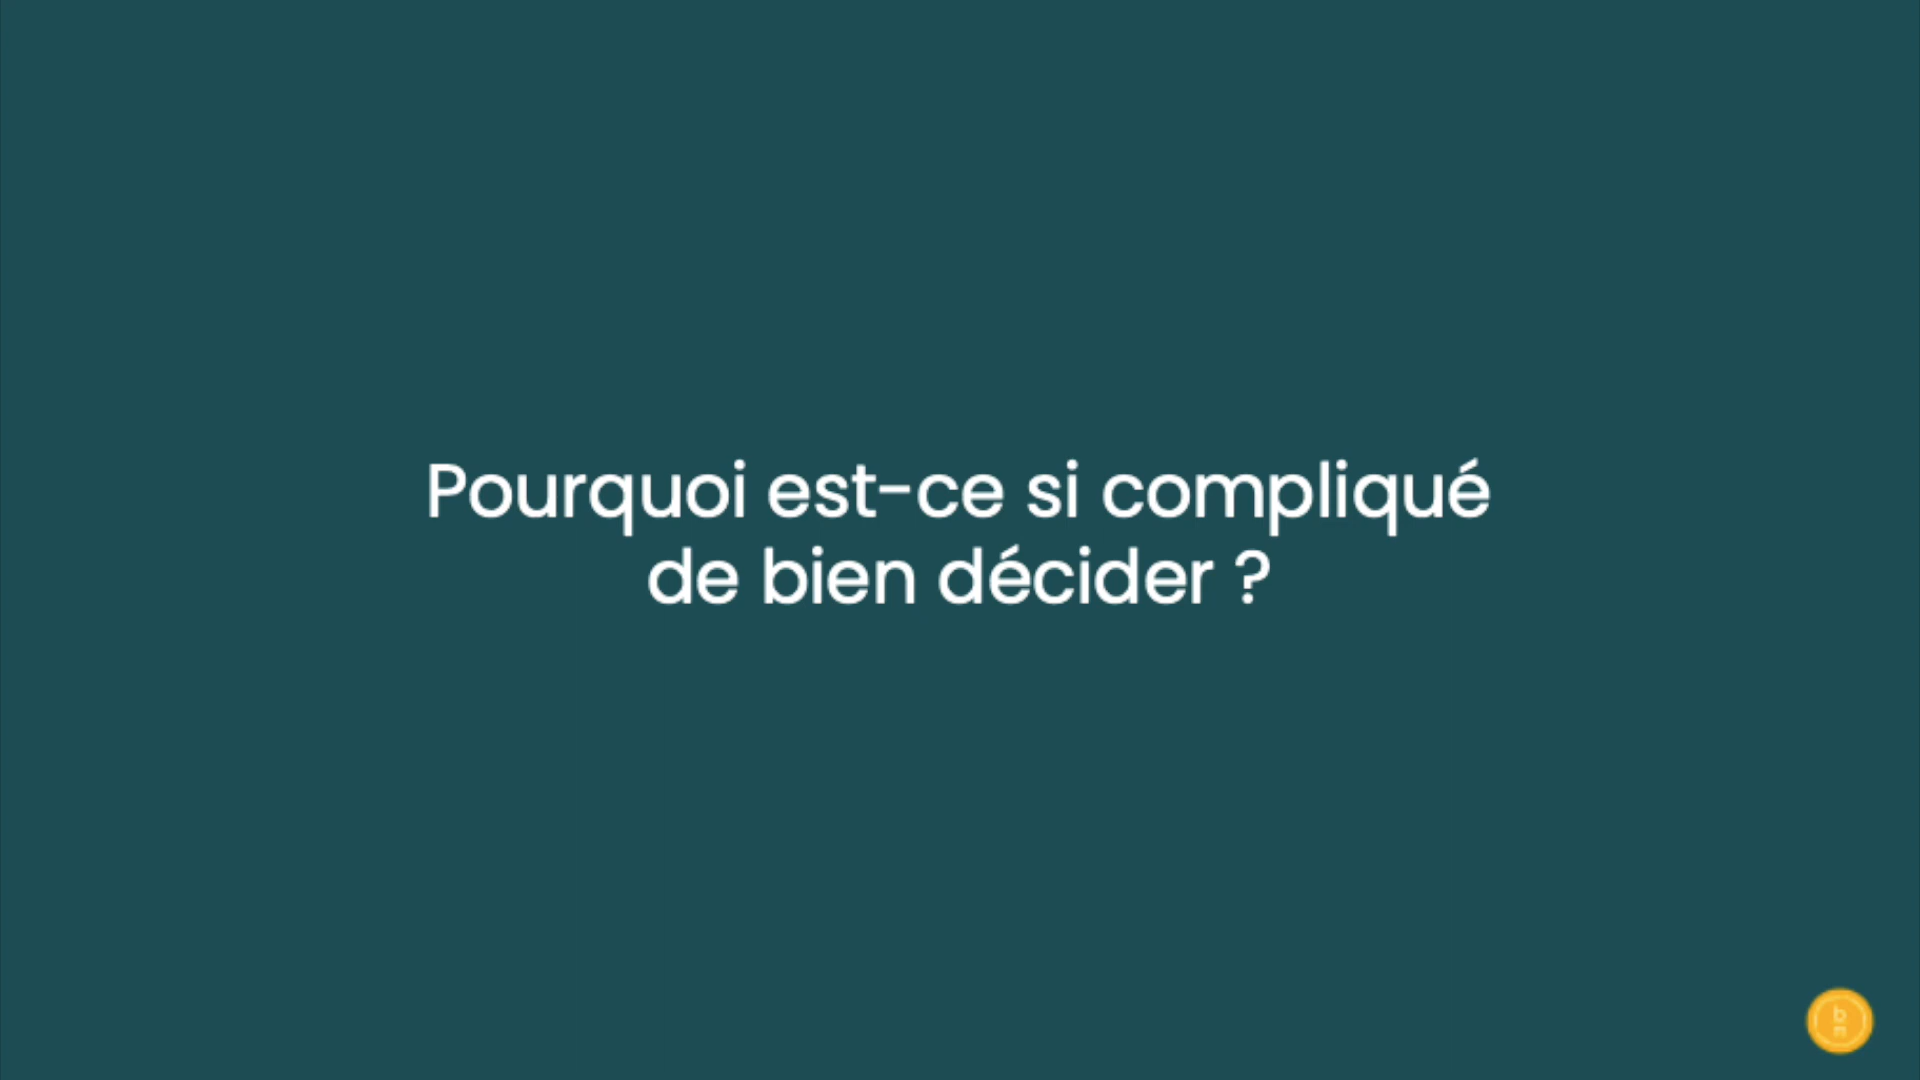 Pourquoi est-ce si compliqué
de bien décider ?
b